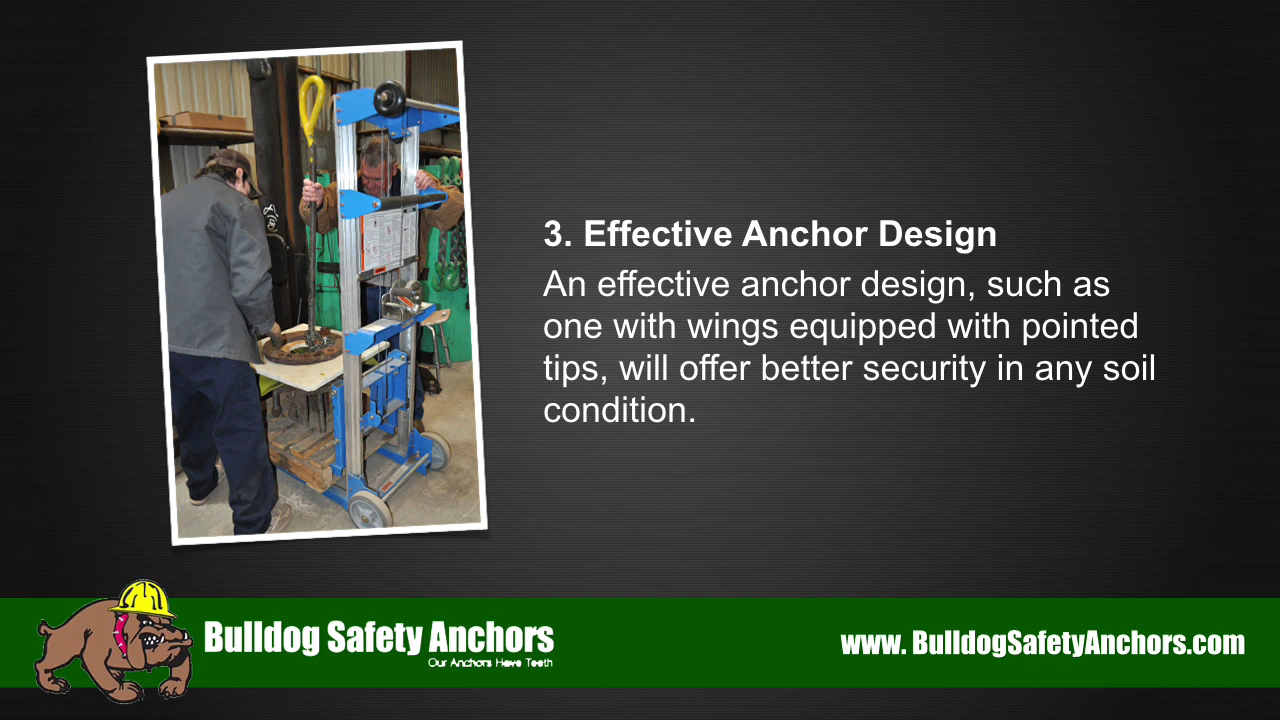 3. Effective Anchor Design
An effective anchor design, such as
one with wings equipped with pointed
tips, will offer better security in any soil
condition.
Bulldog Safety Anchors
Our Anchors Have Teeth
www. BulldogSafetyAnchors.com